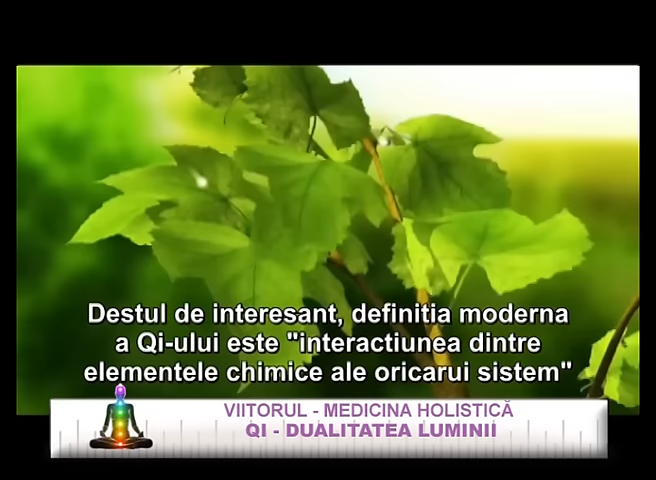 Destul de interesant, definitia moderna
a Qi-ului este "interactiunea dintre
elementele chimice ale oricarui sistem"
VIITORUL - MEDICINA HOLISTICĂ
QI - DUALITATEA LUMINII